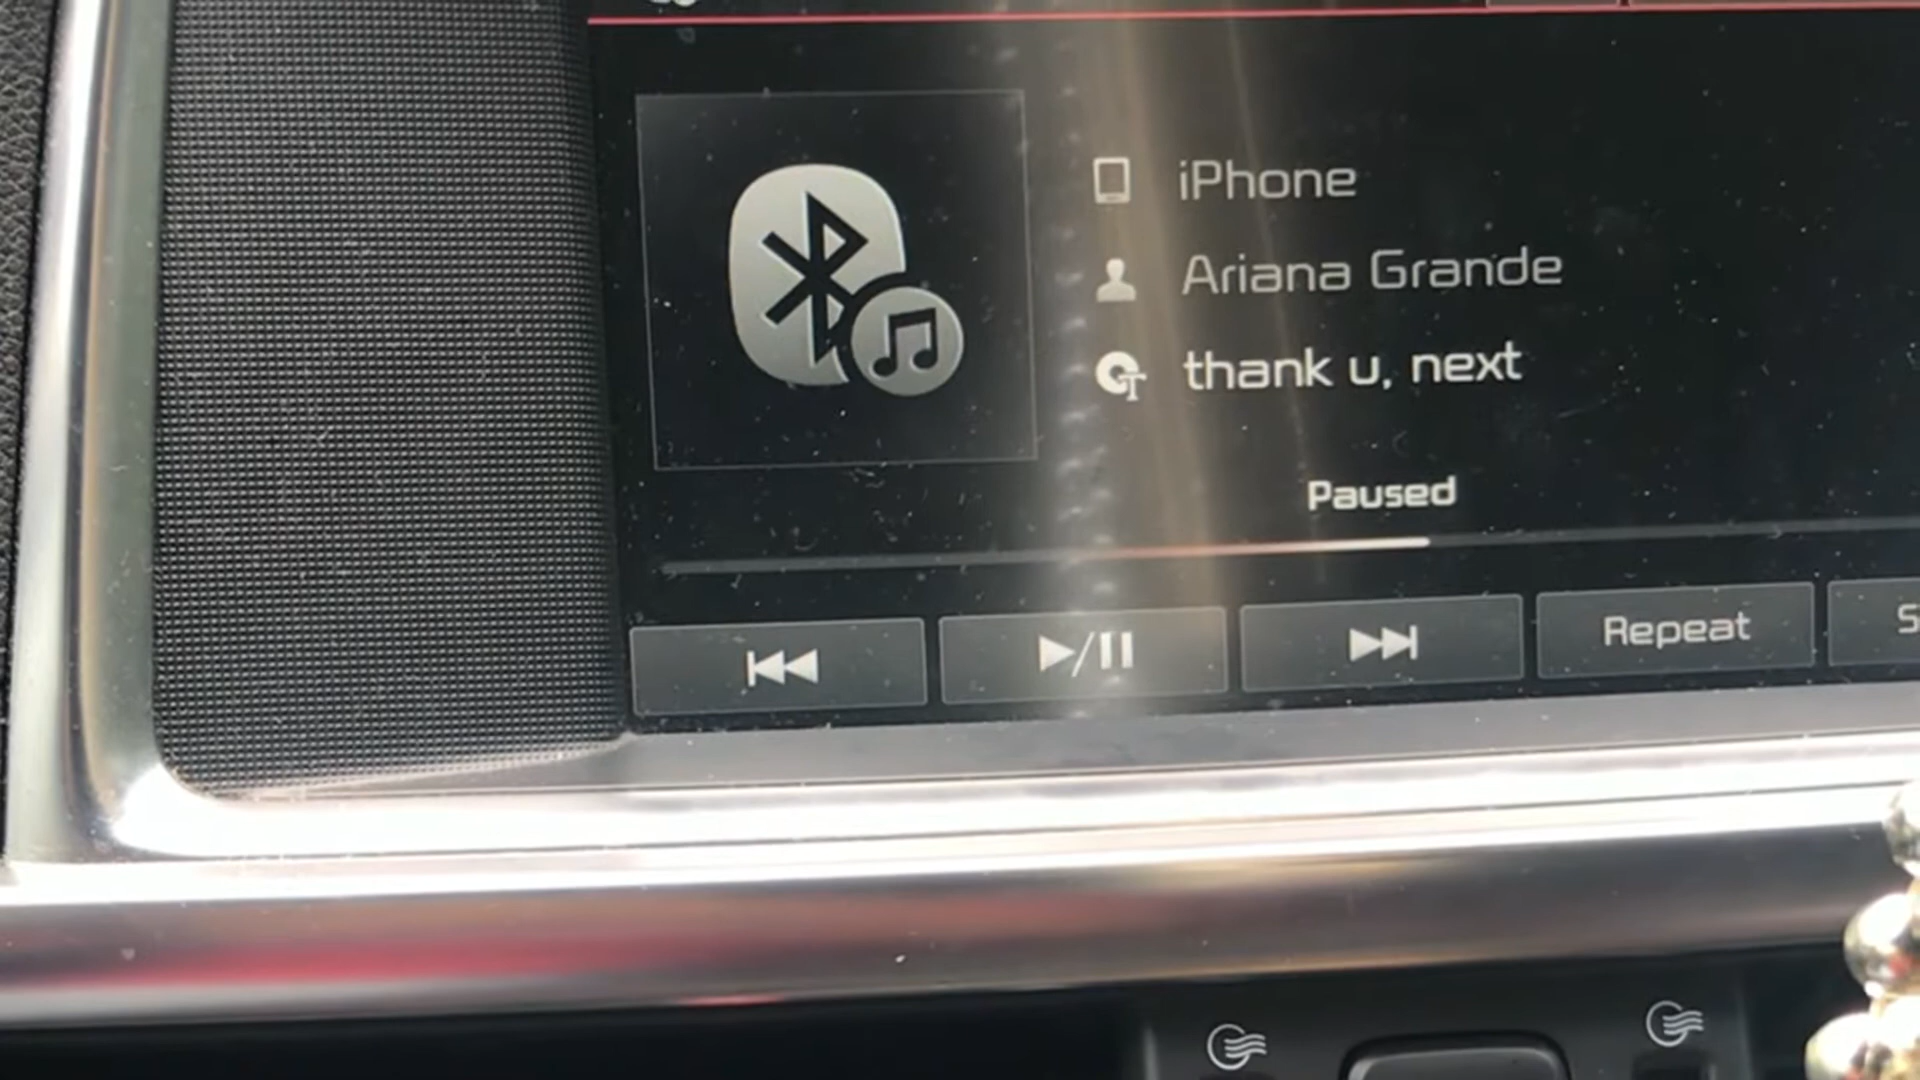 iPhone
Ariana Grande
thank u, next
Paused
Repeat